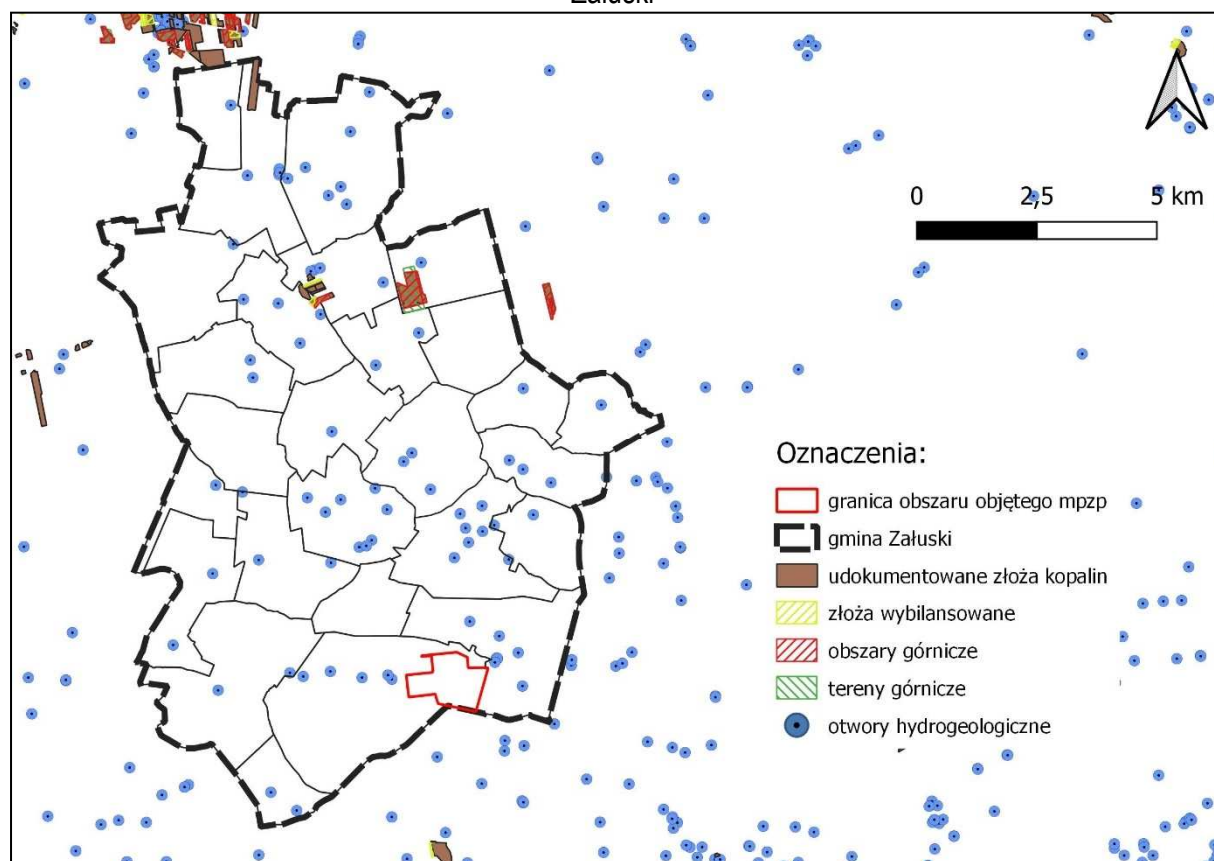 Załuski
0 2,5 5 km
Oznaczenia:
granica obszaru objętego mpzp
gmina Załuski
udokumentowane złoża kopalin
złoża wybilansowane
obszary górnicze
tereny górnicze
otwory hydrogeologiczne